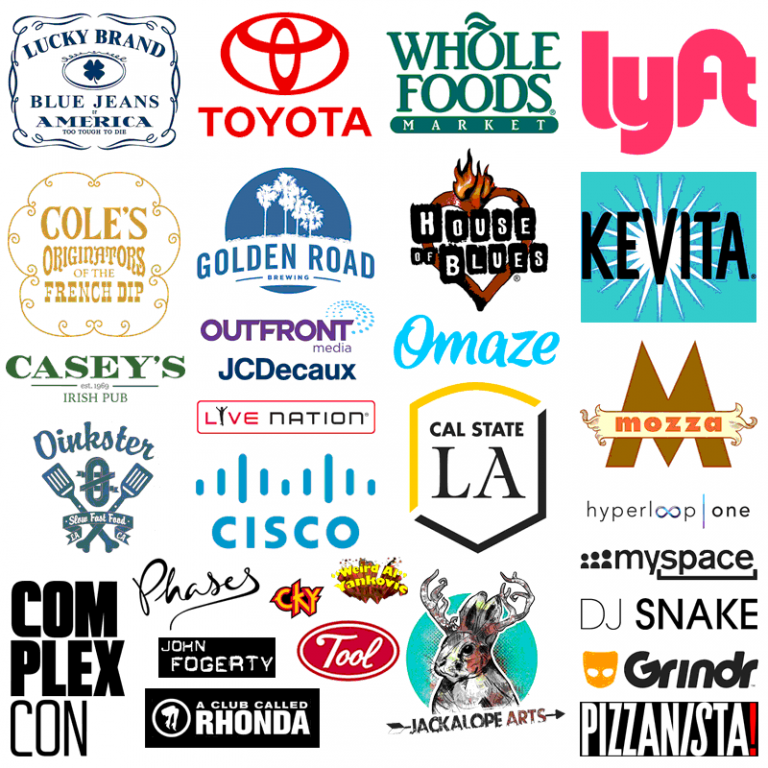 LUCKY BRAND
BLUE JEANS
of
AMERICA
TOO TOUGH TO DIE
TOYOTA
WHOLE
FOODS®
MARKET
lyft
COLE'S
ORIGINATORS
OF THE
FRENCH DIP
GOLDEN ROAD
BREWING
HOUSE
OF BLUES®
KEVITA.
OUTFRONT
media
JCDecaux
Omaze
CASEY'S
est. 1969
IRISH PUB
LIVE NATION®
CAL STATE
LA
mozza
Oinkster
Slow Fast Food
LA CA
CISCO
hyperloop | one
myspace
COM
PLEX
CON
Phases
CKY
"Weird Al"
Yankovic
DJ SNAKE
JOHN
FOGERTY
Tool
Grindr
A CLUB CALLED
RHONDA
JACKALOPE ARTS
PIZZANISTA!